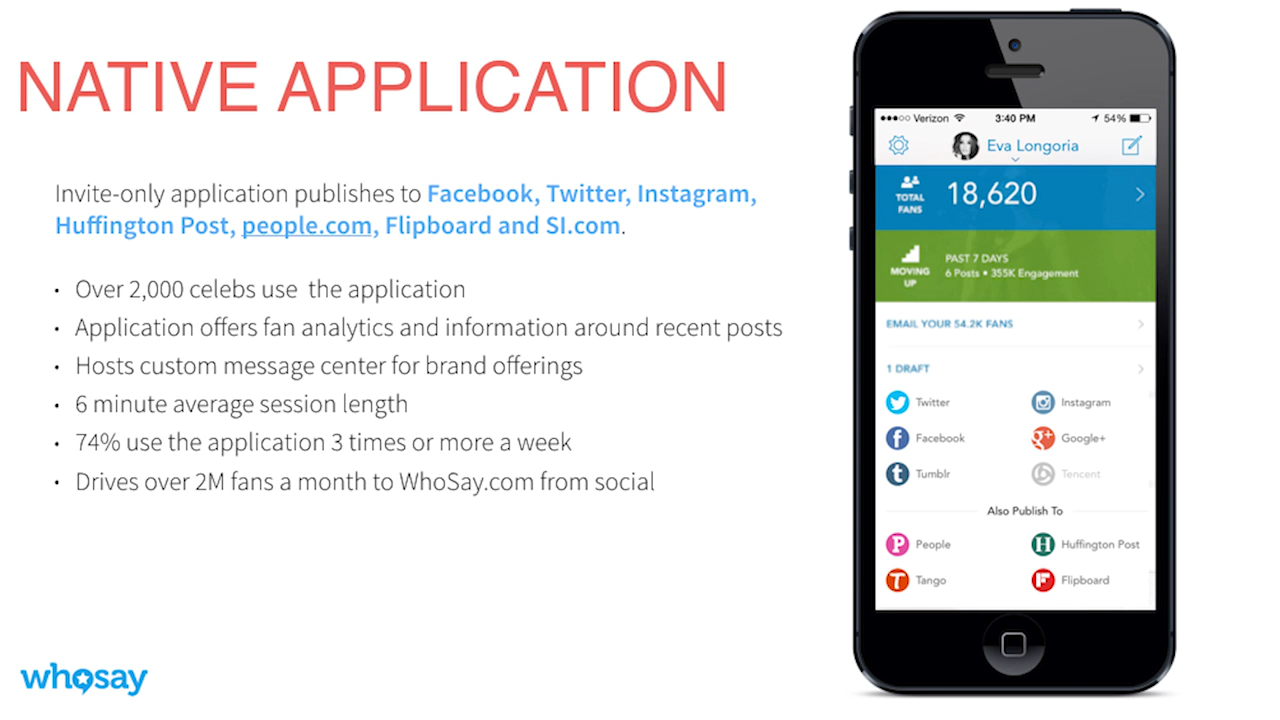 NATIVE APPLICATION
Invite-only application publishes to Facebook, Twitter, Instagram,
Huffington Post, people.com, Flipboard and SI.com.
• Over 2,000 celebs use the application
• Application offers fan analytics and information around recent posts
• Hosts custom message center for brand offerings
• 6 minute average session length
• 74% use the application 3 times or more a week
• Drives over 2M fans a month to WhoSay.com from social
whosay
Verizon 3:40 PM 54%
Eva Longoria
TOTAL FANS 18,620
MOVING UP
PAST 7 DAYS
6 Posts • 355K Engagement
EMAIL YOUR 54.2K FANS
1 DRAFT
Twitter Instagram
Facebook Google+
Tumblr Tencent
Also Publish To
People Huffington Post
Tango Flipboard